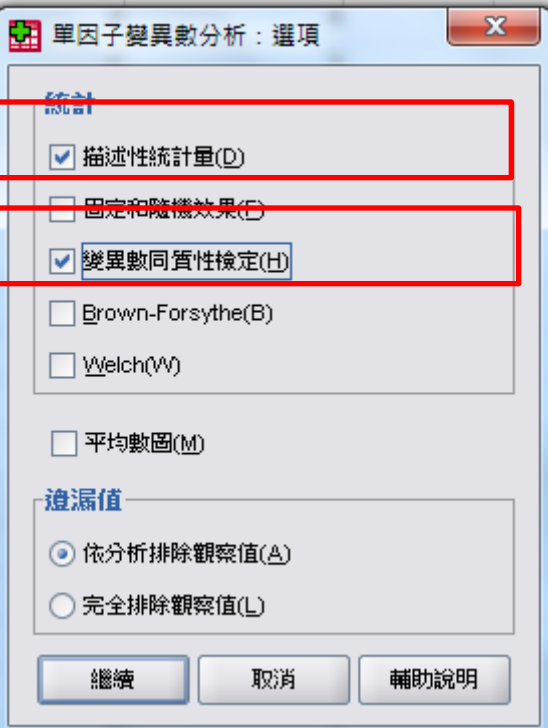 單因子變異數分析：選項
統計
描述性統計量(D)
固定和隨機效果(F)
變異數同質性檢定(H)
Brown-Forsythe(B)
Welch(W)
平均數圖(M)
遺漏值
依分析排除觀察值(A)
完全排除觀察值(L)
繼續
取消
輔助說明